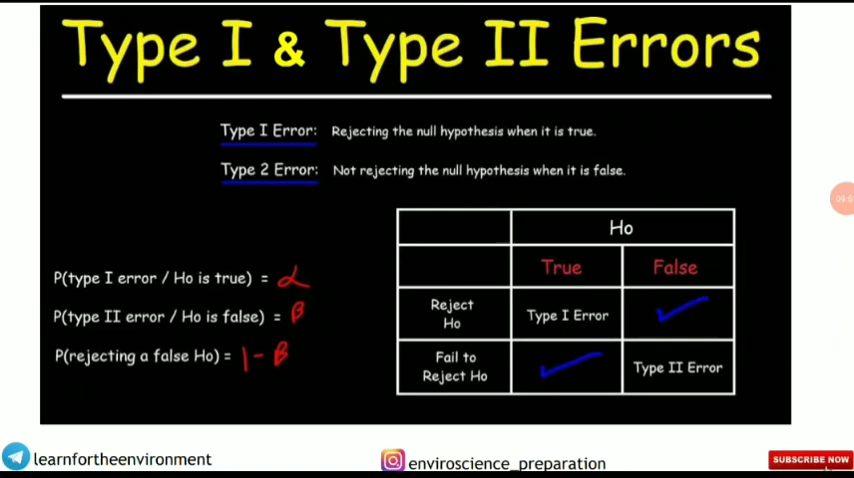 Type I & Type II Errors
Type I Error: Rejecting the null hypothesis when it is true.
Type 2 Error: Not rejecting the null hypothesis when it is false.
P(type I error / Ho is true) = α
P(type II error / Ho is false) = β
P(rejecting a false Ho) = 1 - β
Ho
True False
Reject
Ho
Type I Error
Fail to
Reject Ho
Type II Error
learnfortheenvironment
enviroscience_preparation
SUBSCRIBE NOW